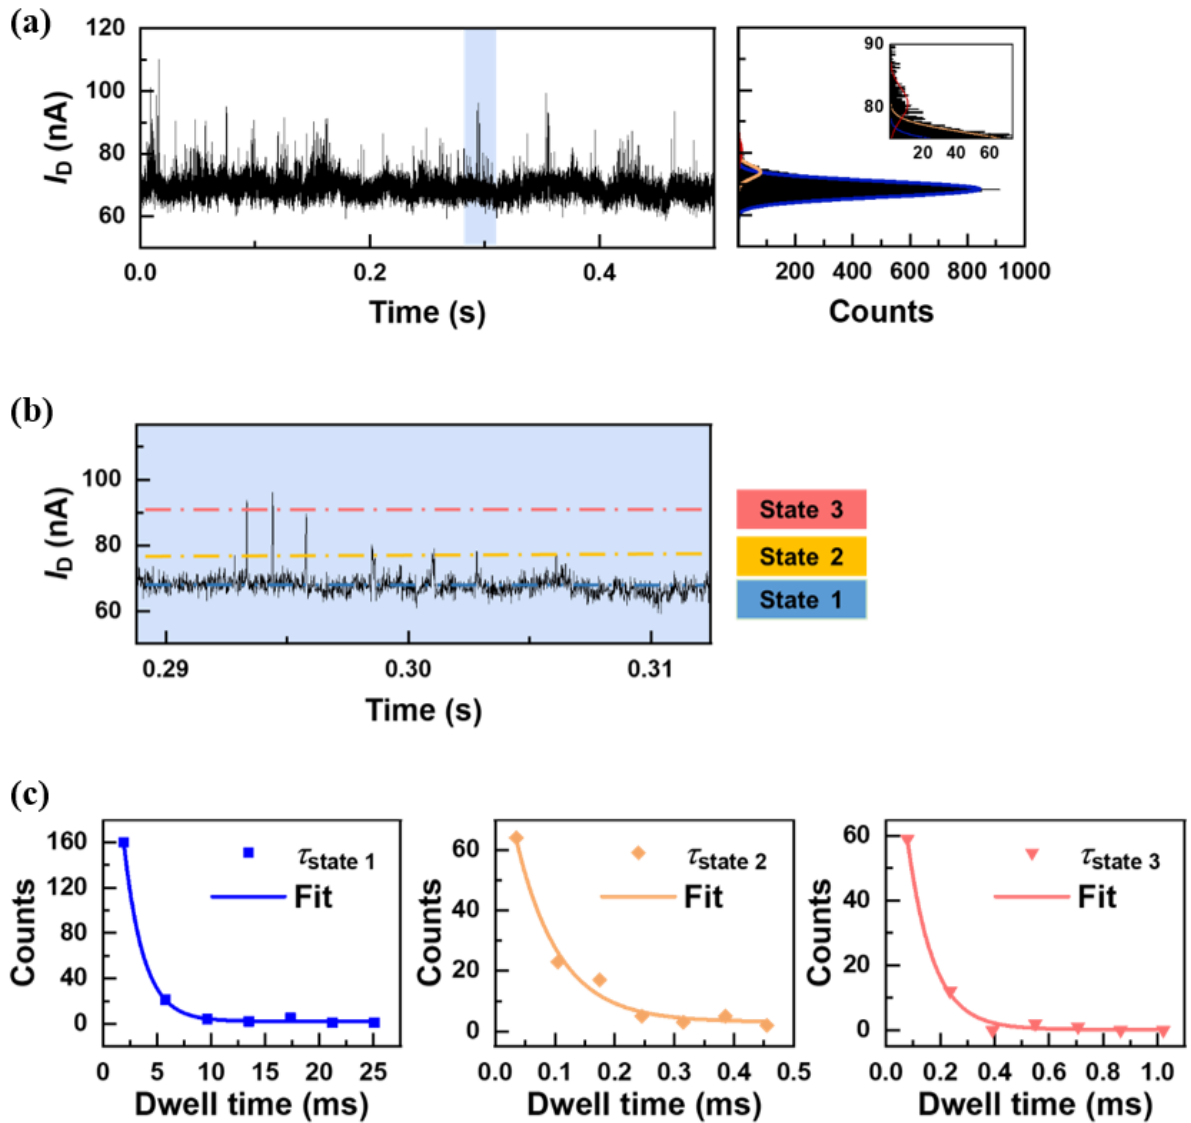 (a)
120
100
80
60
I_D (nA)
0.0 0.2 0.4
Time (s)
90
80
20 40 60
200 400 600 800 1000
Counts
(b)
100
80
60
I_D (nA)
0.29 0.30 0.31
Time (s)
State 3
State 2
State 1
(c)
160
120
80
40
0
Counts
τ_state 1
Fit
0 5 10 15 20 25
Dwell time (ms)
60
40
20
0
Counts
τ_state 2
Fit
0.0 0.1 0.2 0.3 0.4 0.5
Dwell time (ms)
60
40
20
0
Counts
τ_state 3
Fit
0.0 0.2 0.4 0.6 0.8 1.0
Dwell time (ms)